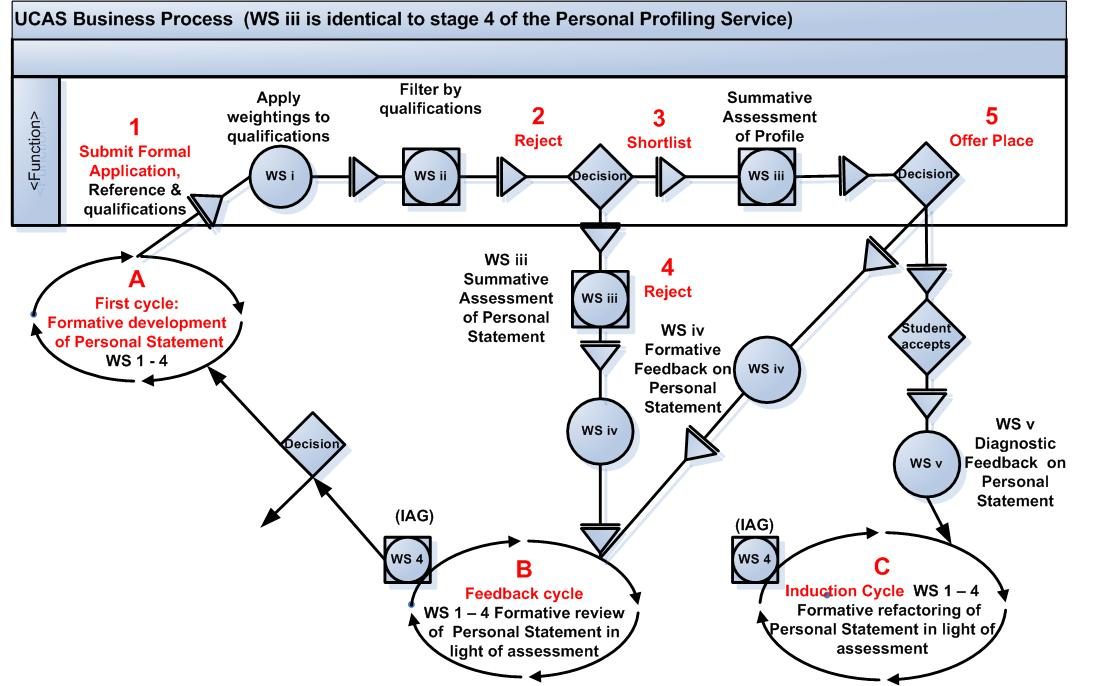 UCAS Business Process  (WS iii is identical to stage 4 of the Personal Profiling Service)
<Function>
1
Submit Formal
Application,
Reference &
qualifications
Apply
weightings to
qualifications
WS i
Filter by
qualifications
WS ii
2
Reject
Decision
3
Shortlist
Summative
Assessment
of Profile
WS iii
Decision
5
Offer Place
A
First cycle:
Formative development
of Personal Statement
WS 1 - 4
WS iii
Summative
Assessment
of Personal
Statement
WS iii
4
Reject
WS iv
Formative
Feedback on
Personal
Statement
WS iv
WS iv
Student
accepts
WS v
WS v
Diagnostic
Feedback  on
Personal
Statement
Decision
(IAG)
WS 4
B
Feedback cycle
WS 1 – 4 Formative review
of  Personal Statement in
light of assessment
(IAG)
WS 4
C
Induction Cycle  WS 1 – 4
Formative refactoring of
Personal Statement in light of
assessment